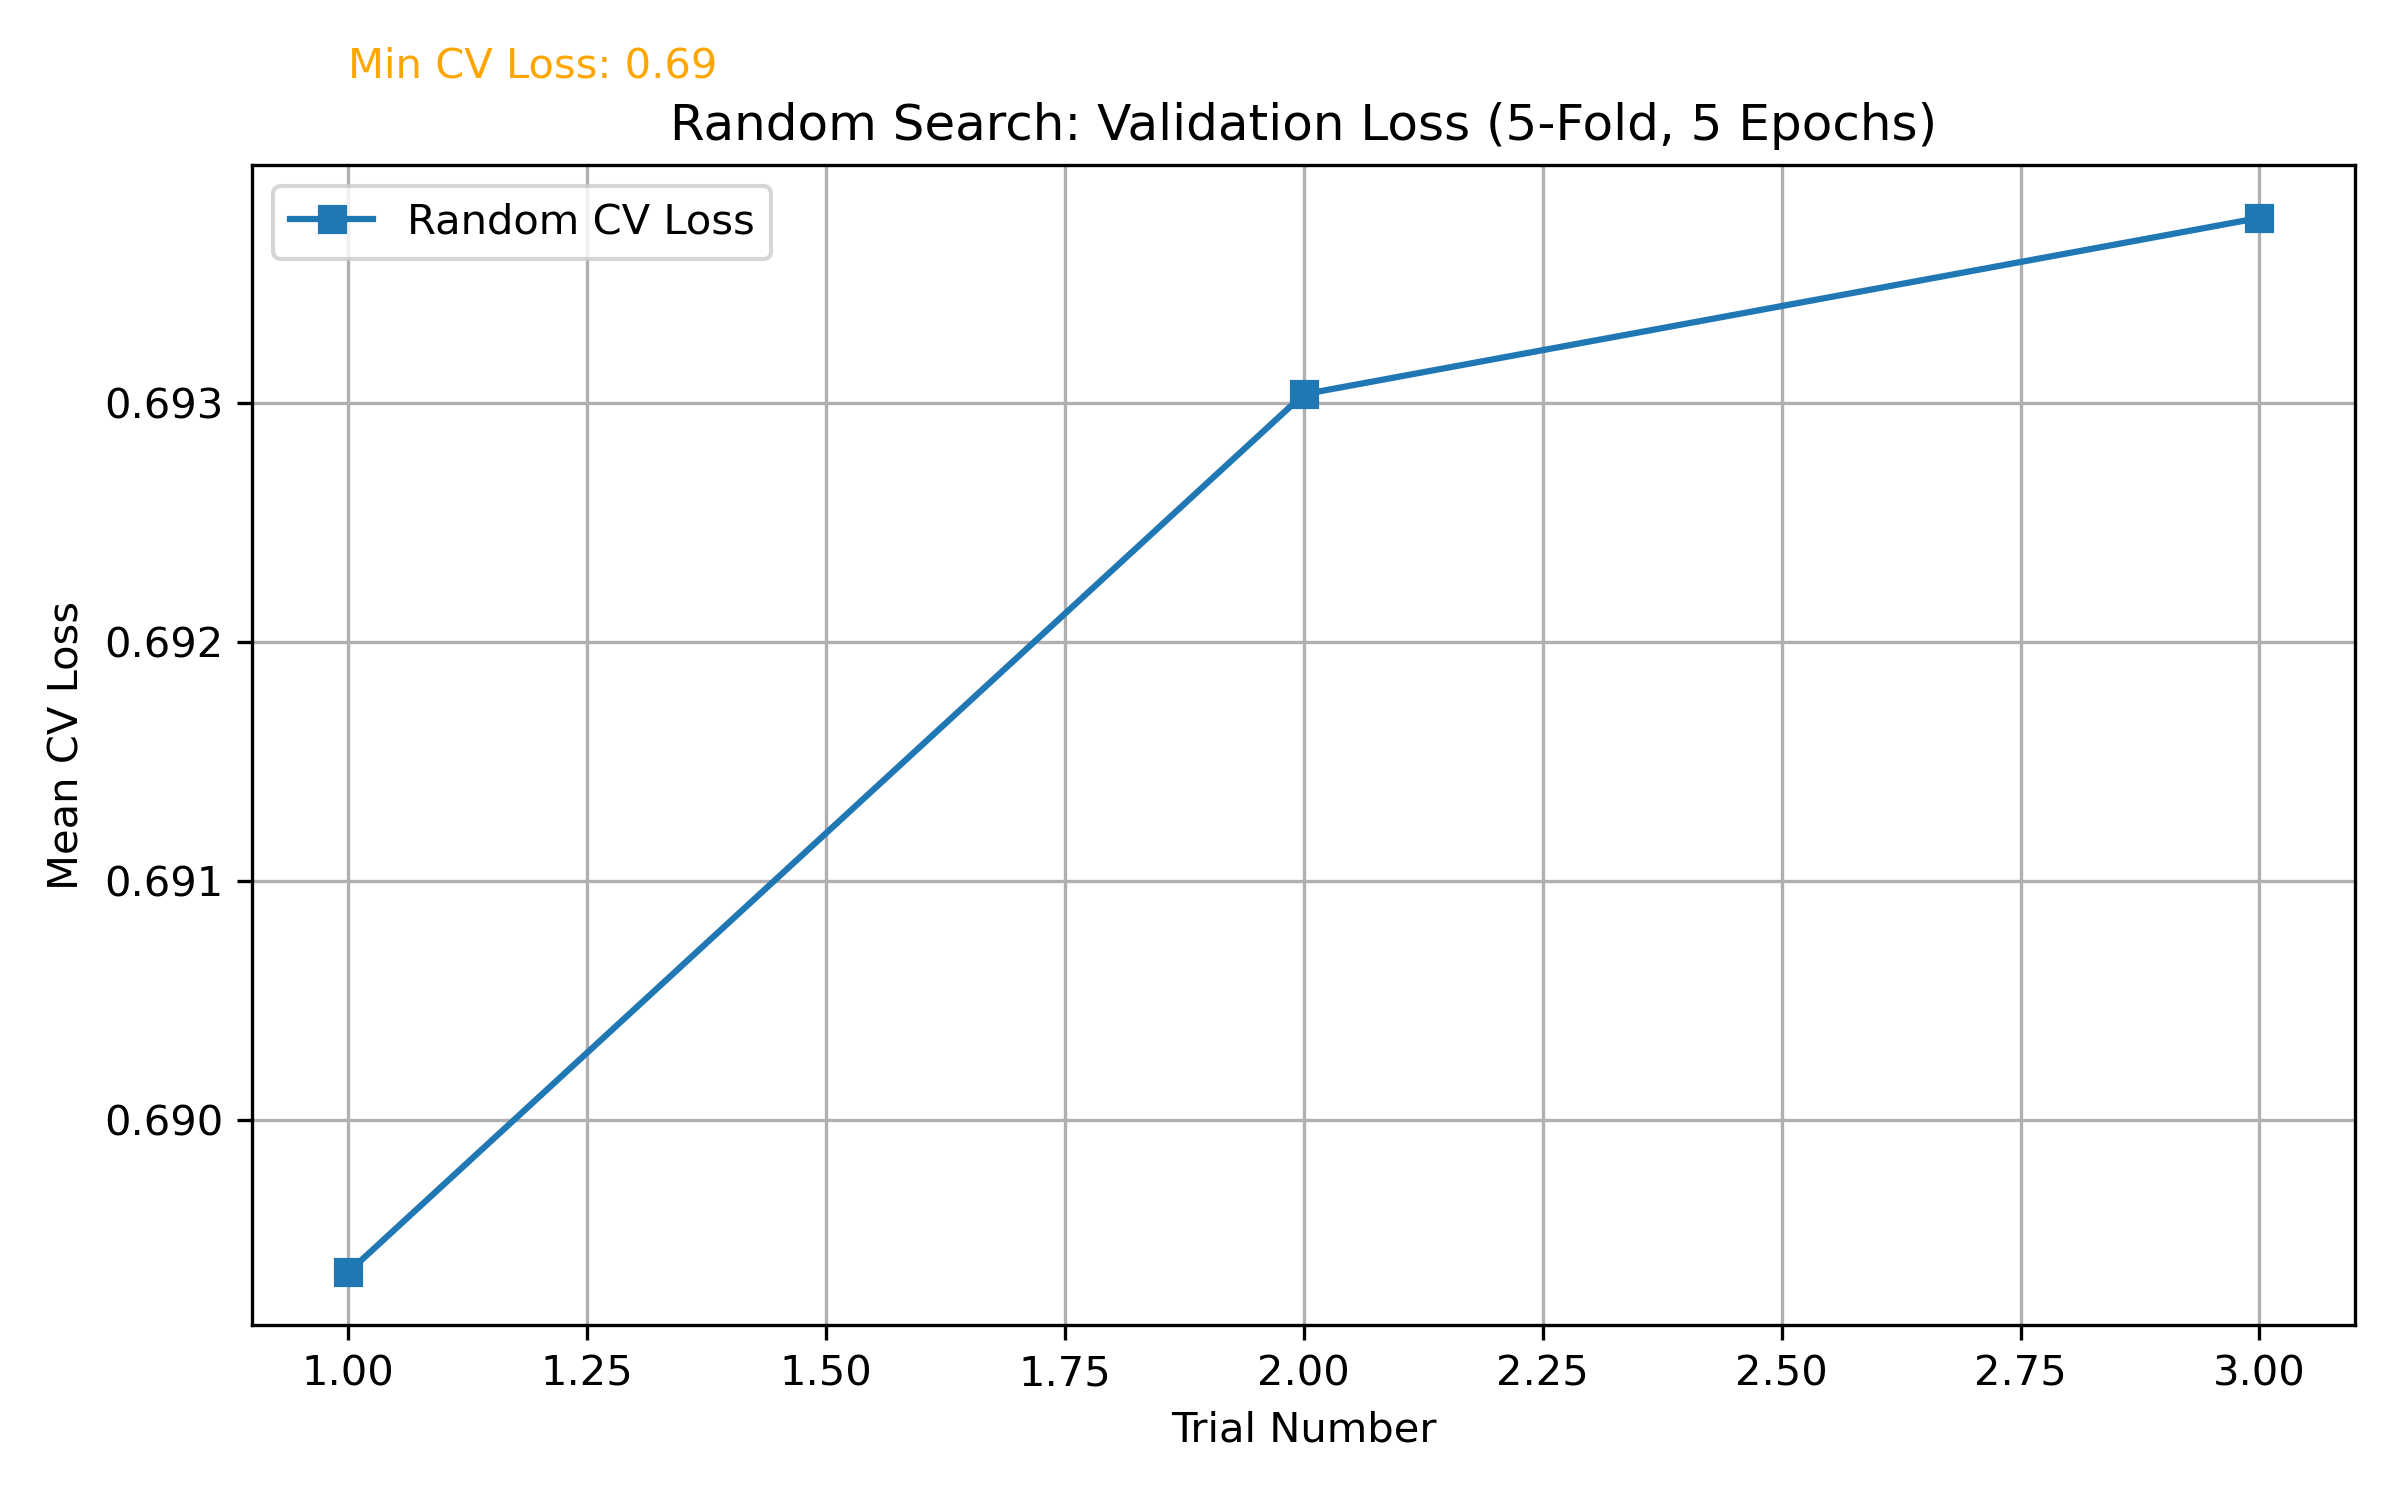 Min CV Loss: 0.69
Random Search: Validation Loss (5-Fold, 5 Epochs)
Random CV Loss
Mean CV Loss
0.693
0.692
0.691
0.690
1.00 1.25 1.50 1.75 2.00 2.25 2.50 2.75 3.00
Trial Number